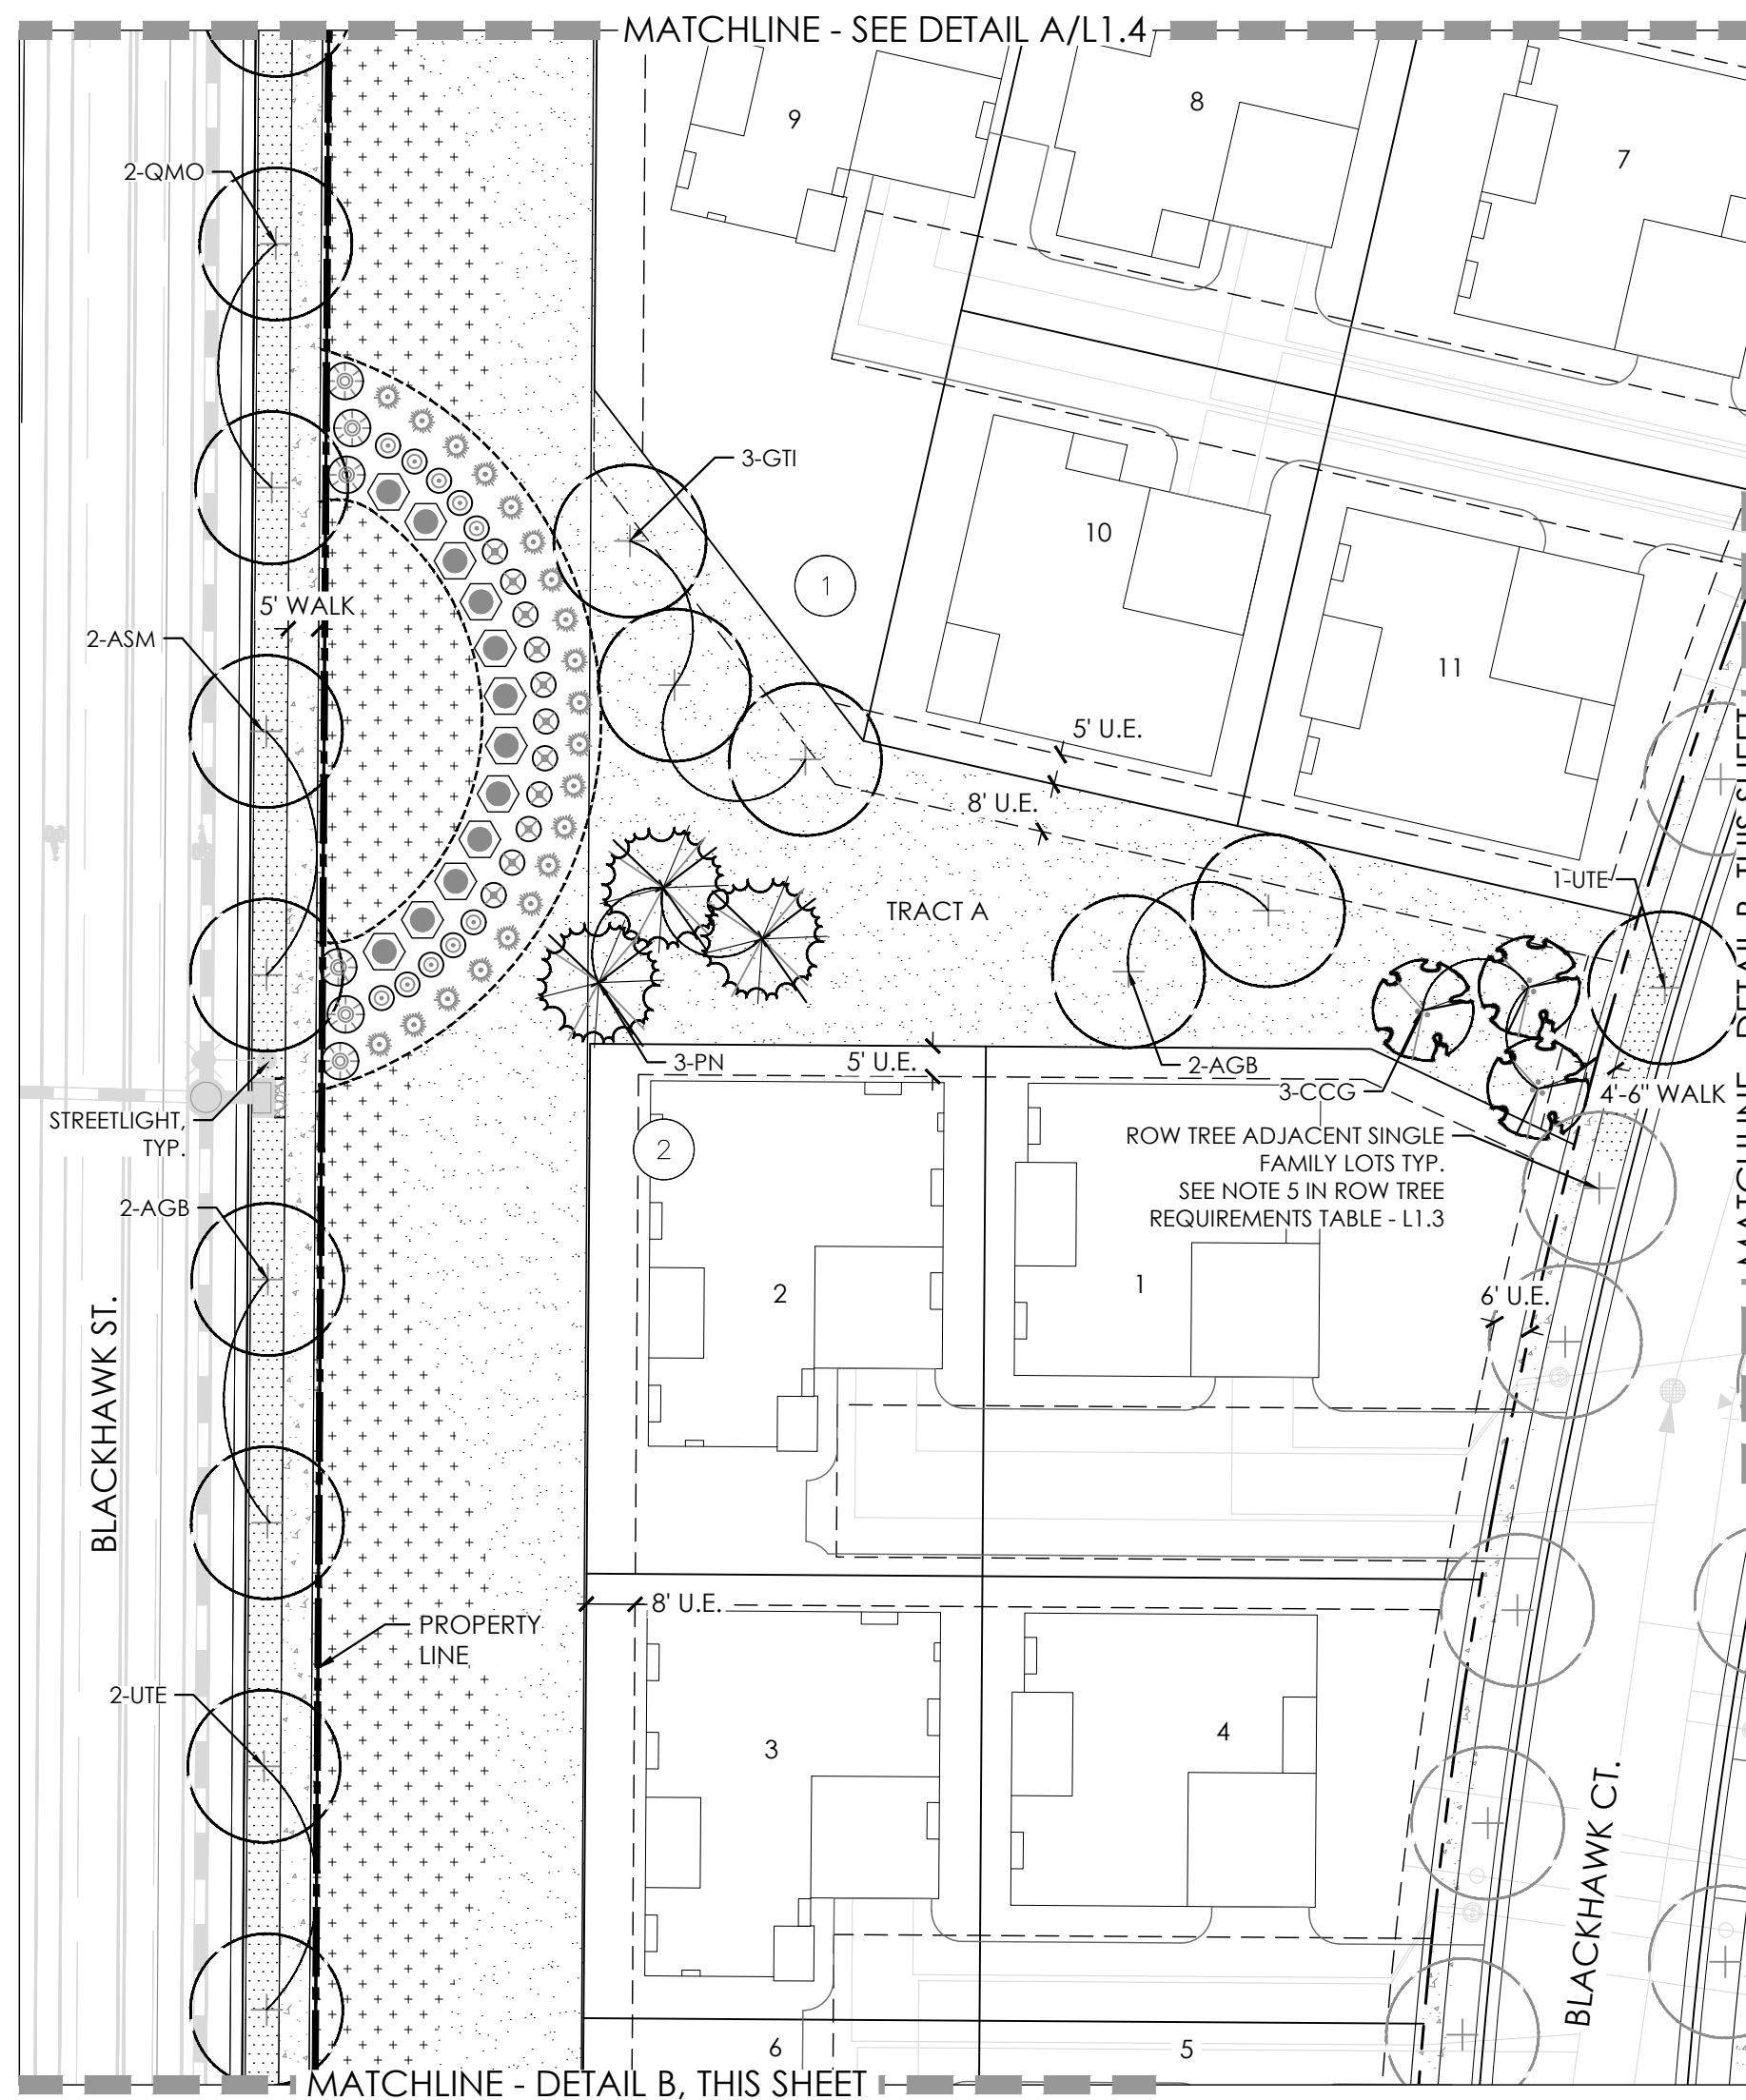 MATCHLINE - SEE DETAIL A/L1.4
9
8
7
2-QMO
3-GTI
10
1
11
5' WALK
2-ASM
5' U.E.
8' U.E.
1-UTE
TRACT A
MATCHLINE - DETAIL B, THIS SHEET
3-PN
5' U.E.
2-AGB
3-CCG
4'-6" WALK
STREETLIGHT,
TYP.
2
ROW TREE ADJACENT SINGLE
FAMILY LOTS TYP.
SEE NOTE 5 IN ROW TREE
REQUIREMENTS TABLE - L1.3
2-AGB
2
1
6' U.E.
BLACKHAWK ST.
8' U.E.
PROPERTY
LINE
2-UTE
3
4
BLACKHAWK CT.
6
5
MATCHLINE - DETAIL B, THIS SHEET